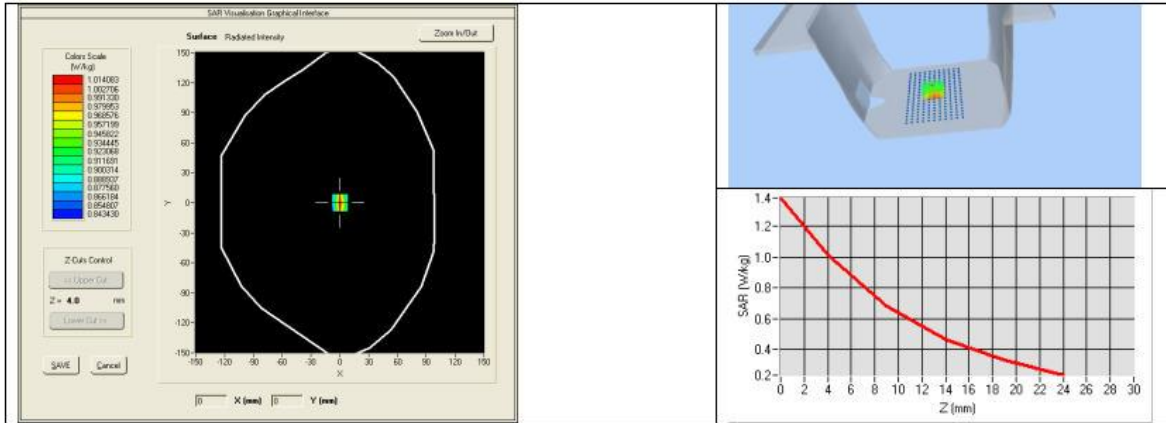 SAR Visualisation Graphical Interface
Surface Radiated Intensity
Zoom In/Out
Colors Scale
(W/kg)
1.014083
1.002706
0.991330
0.979953
0.968576
0.957199
0.945822
0.934445
0.923068
0.911691
0.900314
0.888937
0.877560
0.866184
0.854807
0.843430
150
120
90
60
30
0
-30
-60
-90
-120
-150
Y
-150 -120 -90 -60 -30 0 30 60 90 120 150
X
Z-Cuts Control
<< Upper Cut
Z = 4.0 mm
Lower Cut >>
SAVE Cancel
0 X (mm) 0 Y (mm)
SAR (W/kg)
1.4
1.2
1.0
0.8
0.6
0.4
0.2
0 2 4 6 8 10 12 14 16 18 20 22 24 26 28 30
Z (mm)